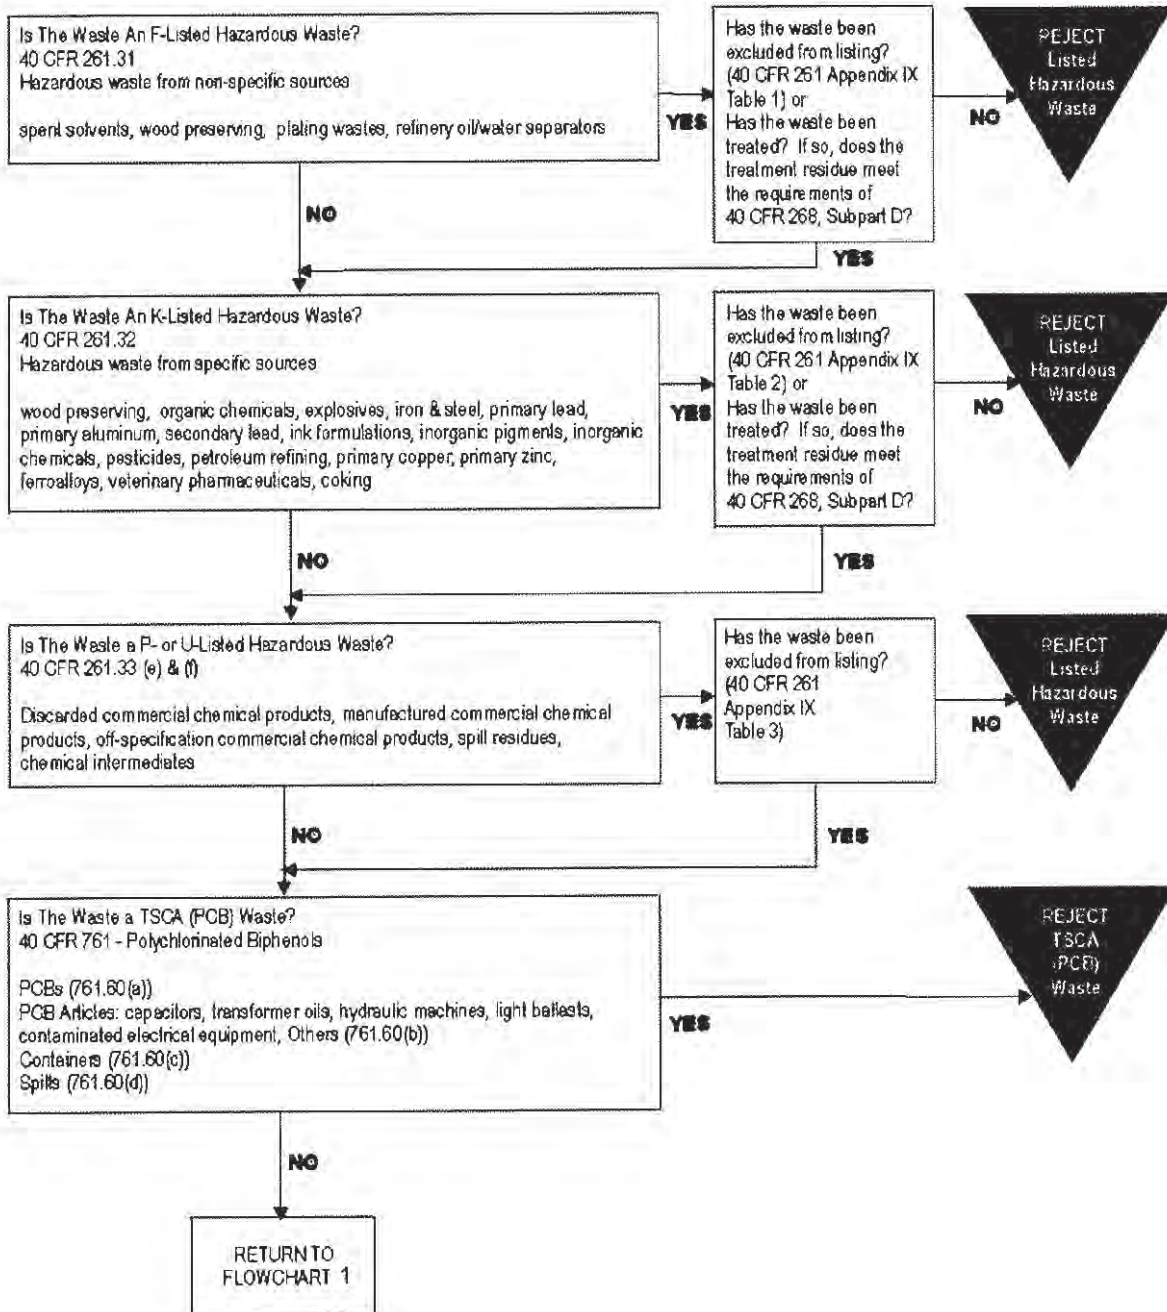 Is The Waste An F-Listed Hazardous Waste?
40 CFR 261.31
Hazardous waste from non-specific sources
spent solvents, wood preserving, plating wastes, refinery oil/water separators
YES
Has the waste been
excluded from listing?
(40 CFR 261 Appendix IX
Table 1) or
Has the waste been
treated? If so, does the
treatment residue meet
the requirements of
40 CFR 268, Subpart D?
NO
REJECT
Listed
Hazardous
Waste
NO
YES
Is The Waste An K-Listed Hazardous Waste?
40 CFR 261.32
Hazardous waste from specific sources
wood preserving, organic chemicals, explosives, iron & steel, primary lead,
primary aluminum, secondary lead, ink formulations, inorganic pigments, inorganic
chemicals, pesticides, petroleum refining, primary copper, primary zinc,
ferroalloys, veterinary pharmaceuticals, coking
YES
Has the waste been
excluded from listing?
(40 CFR 261 Appendix IX
Table 2) or
Has the waste been
treated? If so, does the
treatment residue meet
the requirements of
40 CFR 268, Subpart D?
NO
REJECT
Listed
Hazardous
Waste
NO
YES
Is The Waste a P- or U-Listed Hazardous Waste?
40 CFR 261.33 (e) & (f)
Discarded commercial chemical products, manufactured commercial chemical
products, off-specification commercial chemical products, spill residues,
chemical intermediates
YES
Has the waste been
excluded from listing?
(40 CFR 261
Appendix IX
Table 3)
NO
REJECT
Listed
Hazardous
Waste
NO
YES
Is The Waste a TSCA (PCB) Waste?
40 CFR 761 - Polychlorinated Biphenols
PCBs (761.60(a))
PCB Articles: capacitors, transformer oils, hydraulic machines, light ballasts,
contaminated electrical equipment, Others (761.60(b))
Containers (761.60(c))
Spills (761.60(d))
YES
REJECT
TSCA
(PCB)
Waste
NO
RETURN TO
FLOWCHART 1